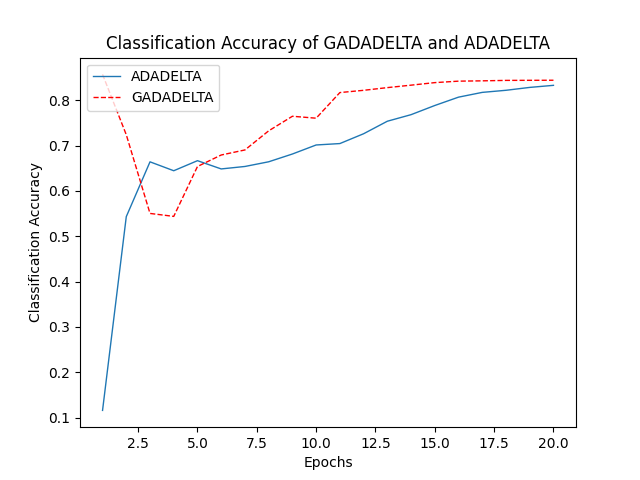 Classification Accuracy of GADADELTA and ADADELTA
ADADELTA
GADADELTA
Classification Accuracy
0.8
0.7
0.6
0.5
0.4
0.3
0.2
0.1
2.5 5.0 7.5 10.0 12.5 15.0 17.5 20.0
Epochs